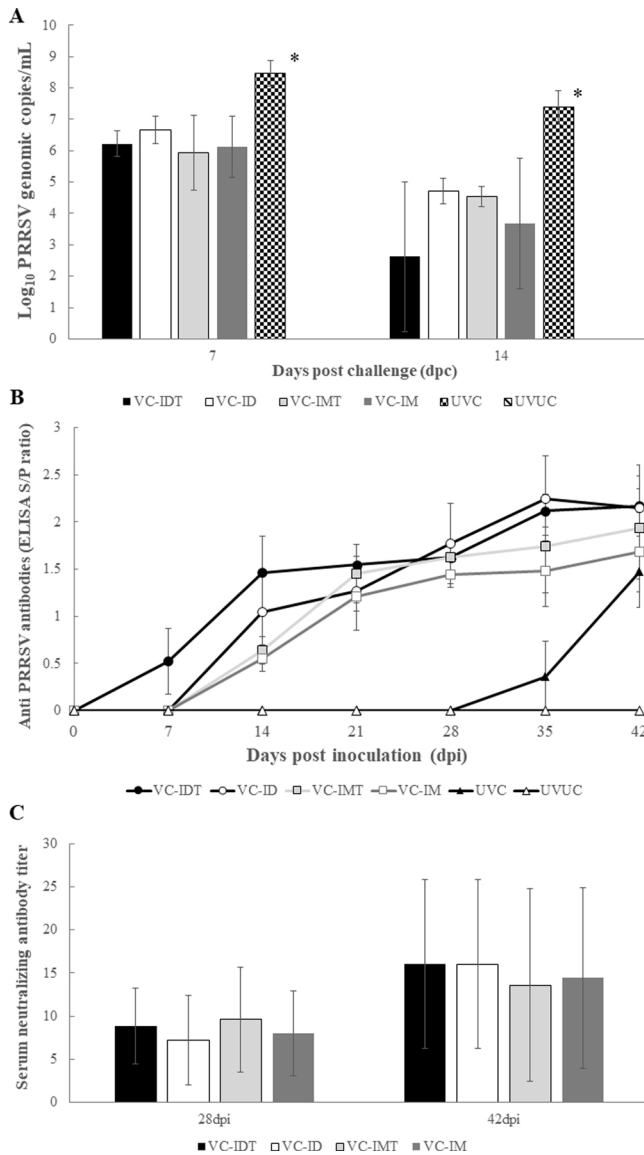 A
Log10 PRRSV genomic copies/mL
10
9
8
7
6
5
4
3
2
1
0
*
*
7
14
Days post challenge (dpc)
VC-IDT VC-ID VC-IMT VC-IM UVC UVUC
B
Anti PRRSV antibodies (ELISA S/P ratio)
3
2.5
2
1.5
1
0.5
0
0 7 14 21 28 35 42
Days post inoculation (dpi)
VC-IDT VC-ID VC-IMT VC-IM UVC UVUC
C
Serum neutralizing antibody titer
30
25
20
15
10
5
0
28dpi 42dpi
VC-IDT VC-ID VC-IMT VC-IM